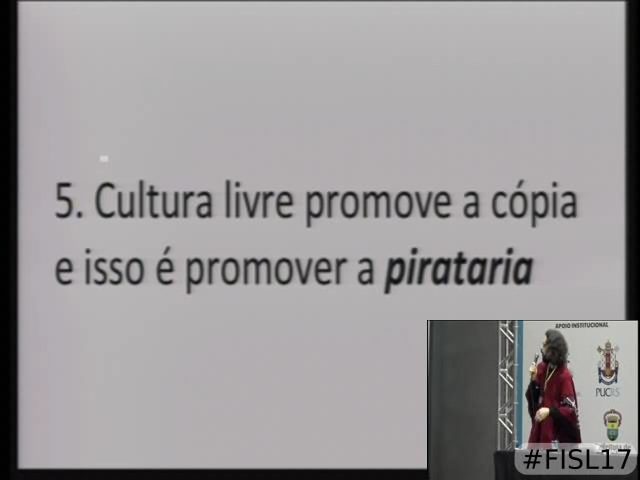 5. Cultura livre promove a cópia
e isso é promover a pirataria
APOIO INSTITUCIONAL
PUCRS
#FISL17